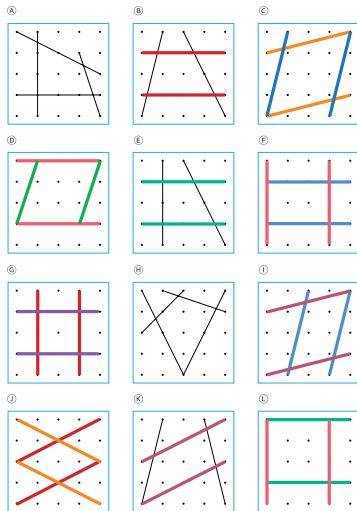 Ⓐ Ⓑ Ⓒ
Ⓓ Ⓔ Ⓕ
Ⓖ Ⓗ Ⓘ
Ⓙ Ⓚ Ⓛ